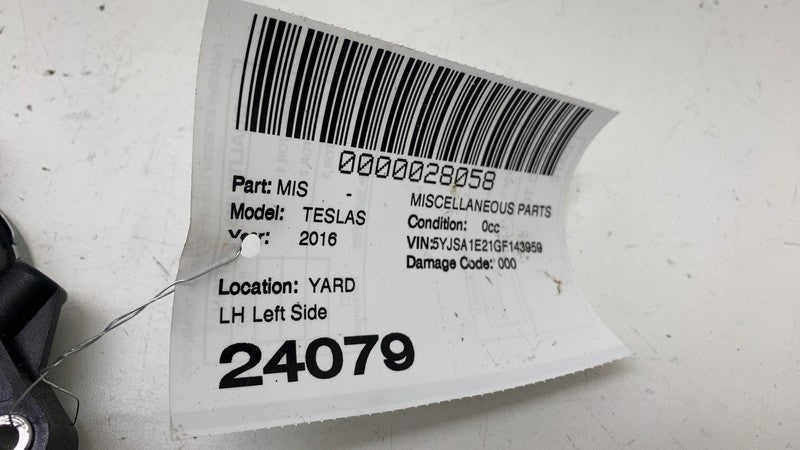 0000028058
Part: MIS -
MISCELLANEOUS PARTS
Model: TESLAS
Condition: 0cc
Year: 2016
VIN:5YJSA1E21GF143959
Damage Code: 000
Location: YARD
LH Left Side
24079